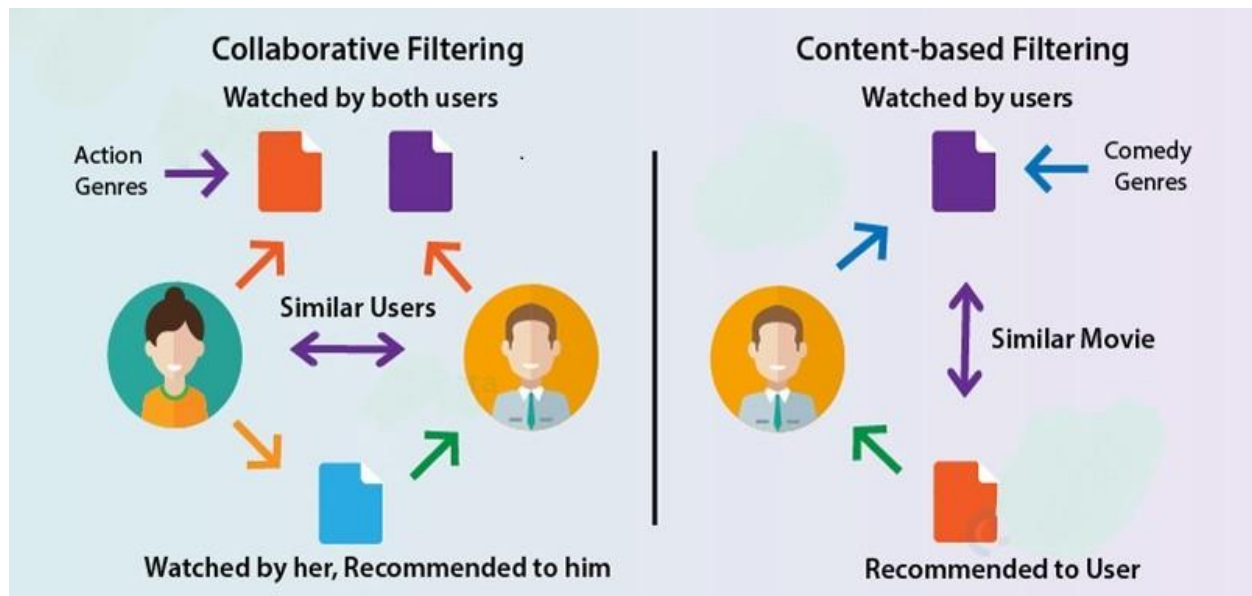 Collaborative Filtering
Watched by both users
Action
Genres
Similar Users
Watched by her, Recommended to him
Content-based Filtering
Watched by users
Comedy
Genres
Similar Movie
Recommended to User